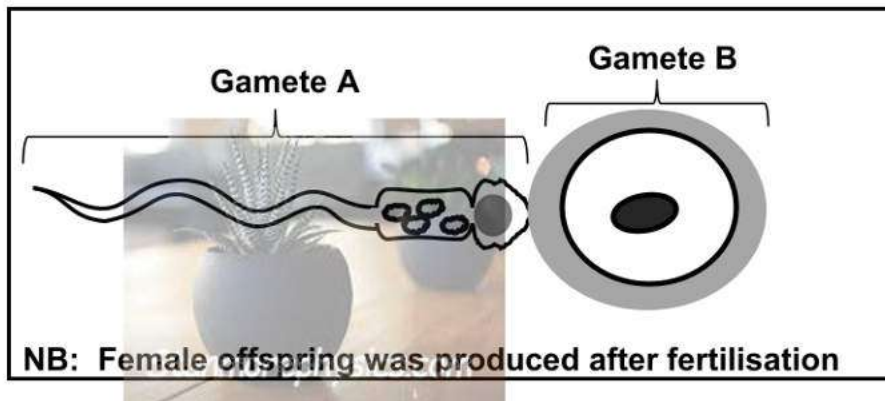 Gamete A
Gamete B
NB: Female offspring was produced after fertilisation